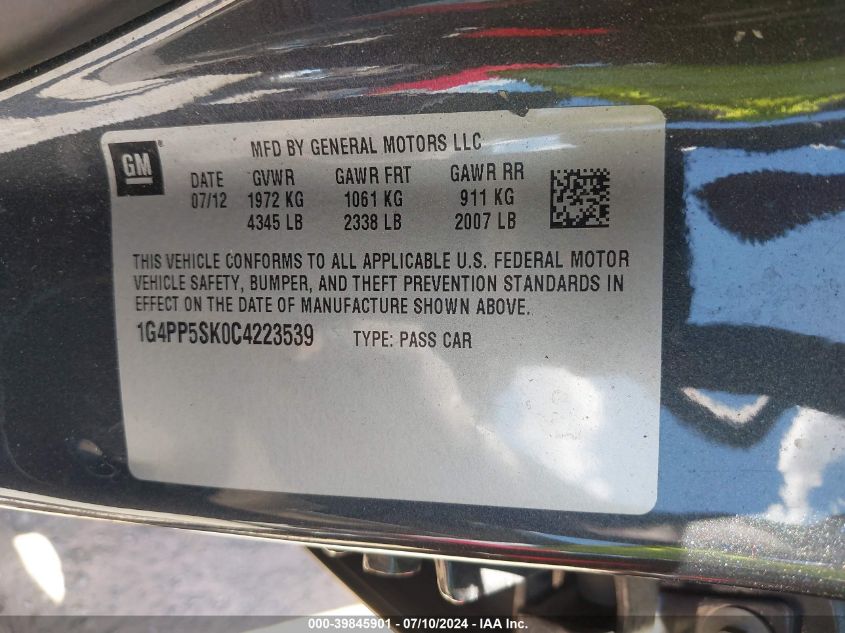 GM
MFD BY GENERAL MOTORS LLC
DATE GVWR GAWR FRT GAWR RR
07/12 1972 KG 1061 KG 911 KG
4345 LB 2338 LB 2007 LB
THIS VEHICLE CONFORMS TO ALL APPLICABLE U.S. FEDERAL MOTOR
VEHICLE SAFETY, BUMPER, AND THEFT PREVENTION STANDARDS IN
EFFECT ON THE DATE OF MANUFACTURE SHOWN ABOVE.
1G4PP5SK0C4223539 TYPE: PASS CAR
000-39845901 - 07/10/2024 - IAA Inc.